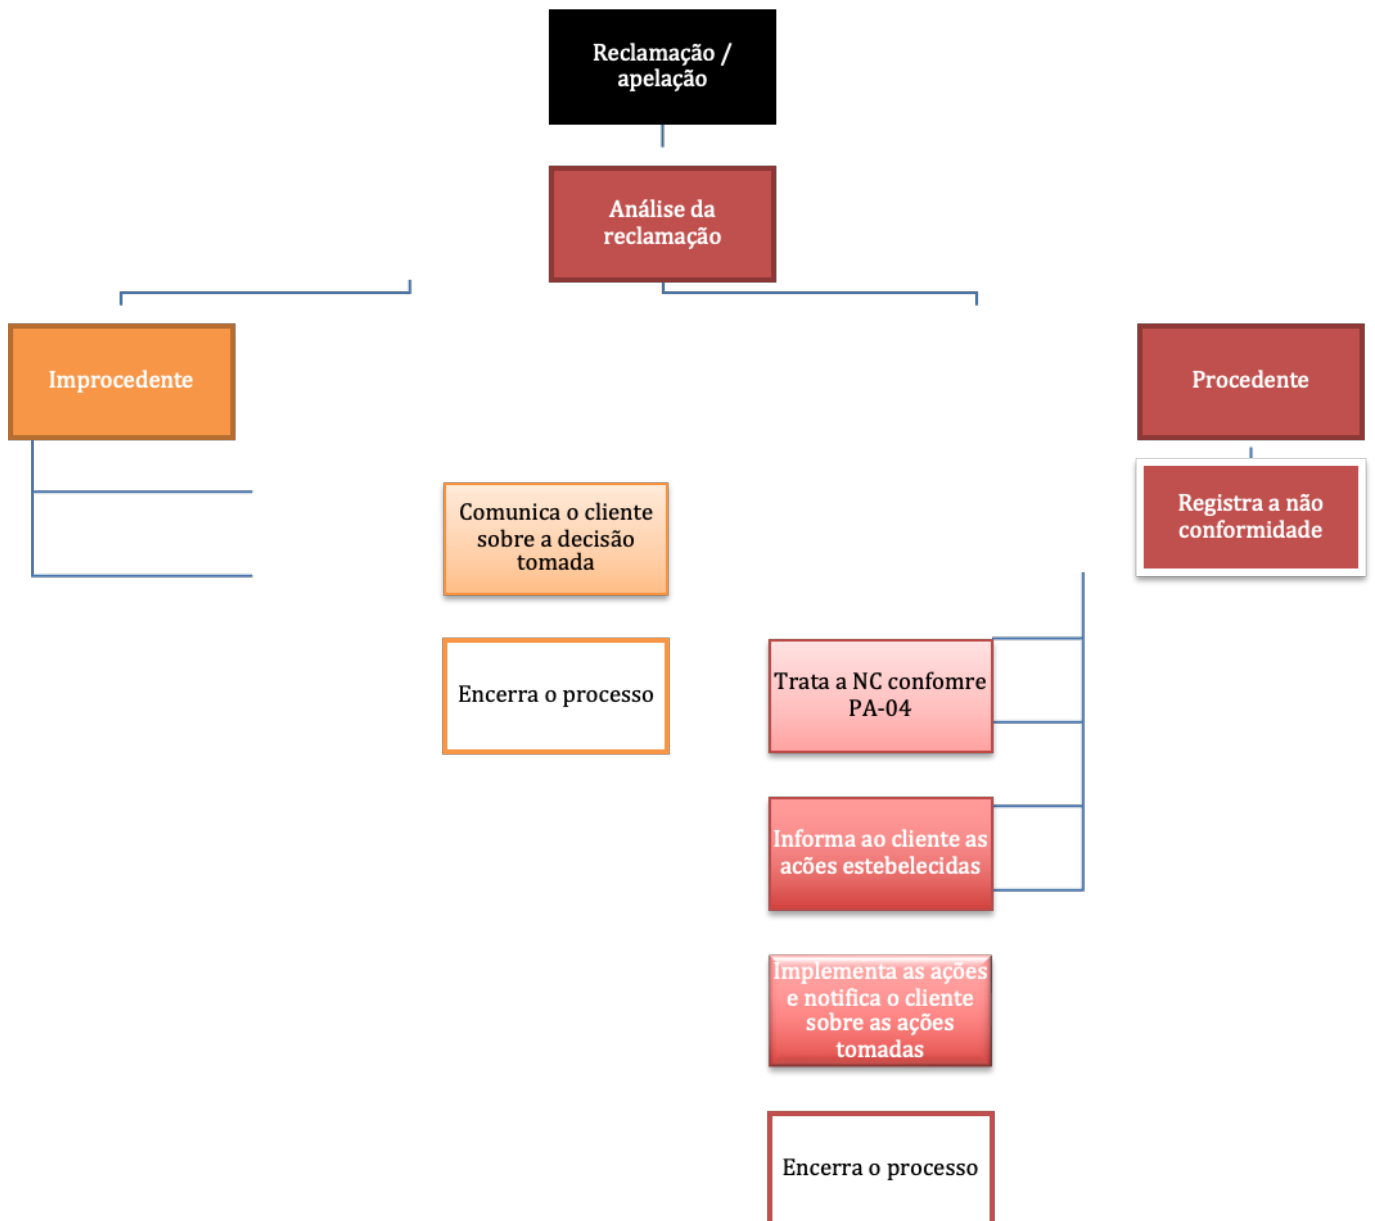 Reclamação /
apelação
Análise da
reclamação
Improcedente
Procedente
Registra a não
conformidade
Comunica o cliente
sobre a decisão
tomada
Encerra o processo
Trata a NC confomre
PA-04
Informa ao cliente as
acões estebelecidas
Implementa as ações
e notifica o cliente
sobre as ações
tomadas
Encerra o processo